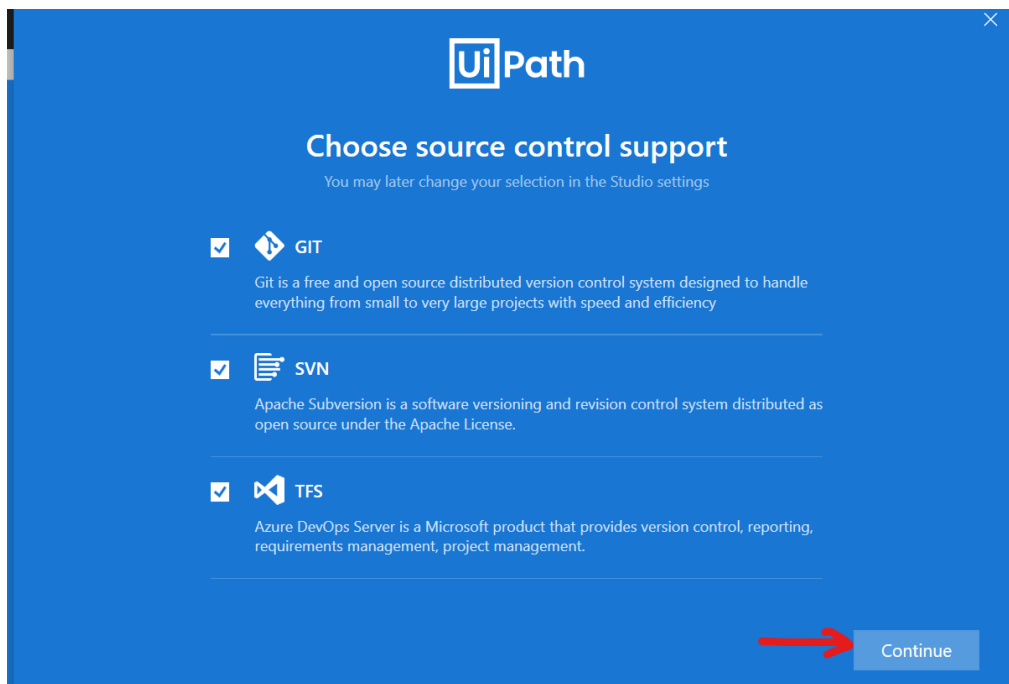 UiPath
Choose source control support
You may later change your selection in the Studio settings
GIT
Git is a free and open source distributed version control system designed to handle
everything from small to very large projects with speed and efficiency
SVN
Apache Subversion is a software versioning and revision control system distributed as
open source under the Apache License.
TFS
Azure DevOps Server is a Microsoft product that provides version control, reporting,
requirements management, project management.
Continue